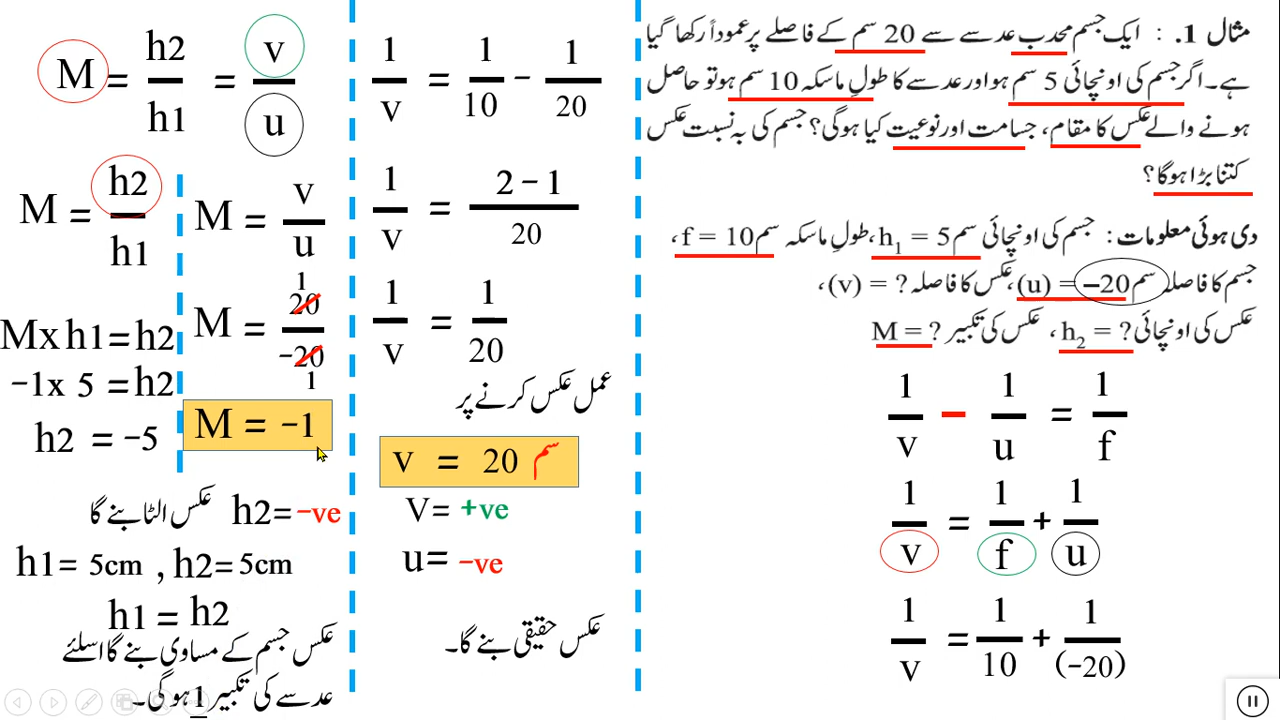 مثال 1. : ایک جسم محدب عدسے سے 20 سم کے فاصلے پر عموداً رکھا گیا
ہے۔ اگر جسم کی اونچائی 5 سم ہو اور عدسے کا طولِ ماسکہ 10 سم ہو تو حاصل
ہونے والے عکس کا مقام، جسامت اور نوعیت کیا ہوگی؟ جسم کی بہ نسبت عکس
کتنا بڑا ہوگا؟
دی ہوئی معلومات : جسم کی اونچائی h₁ = 5 سم، طولِ ماسکہ f = 10 سم،
جسم کا فاصلہ (u) = −20 سم، عکس کا فاصلہ (v) = ?،
عکس کی اونچائی h₂ = ?، عکس کی تکبیر M = ?
1/v − 1/u = 1/f
1/v = 1/f + 1/u
1/v = 1/10 + 1/(−20)
1/v = 1/10 − 1/20
1/v = 2 − 1/20
1/v = 1/20
عمل عکس کرنے پر
v = 20 سم
V= +ve
u= -ve
عکس حقیقی بنے گا۔
M = h2/h1 = v/u
M = v/u
M = 20/-20
1
1
M = -1
M = h2/h1
Mx h1 = h2
-1x 5 = h2
h2 = -5
h2= -ve عکس الٹا بنے گا
h1= 5cm , h2= 5cm
h1 = h2
عکس جسم کے مساوی بنے گا اسلئے
عدسے کی تکبیر 1 ہوگی۔